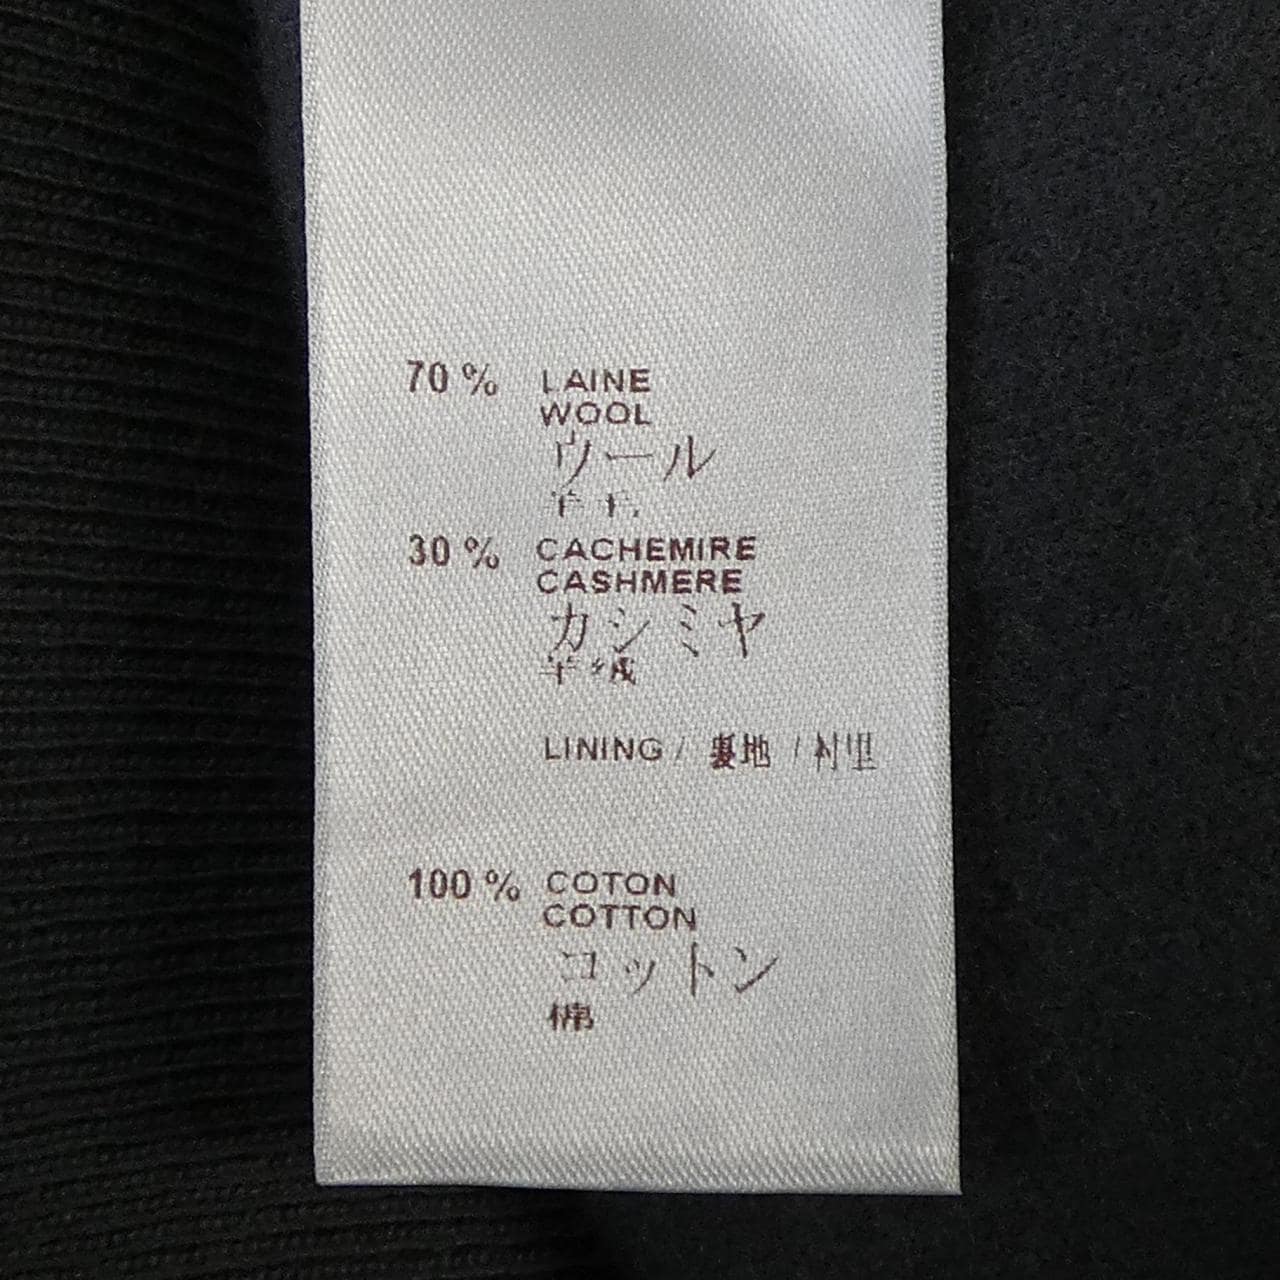 70 % LAINE
WOOL
ウール
羊毛
30 % CACHEMIRE
CASHMERE
カシミヤ
羊绒
LINING / 裏地 / 衬里
100 % COTON
COTTON
コットン
棉